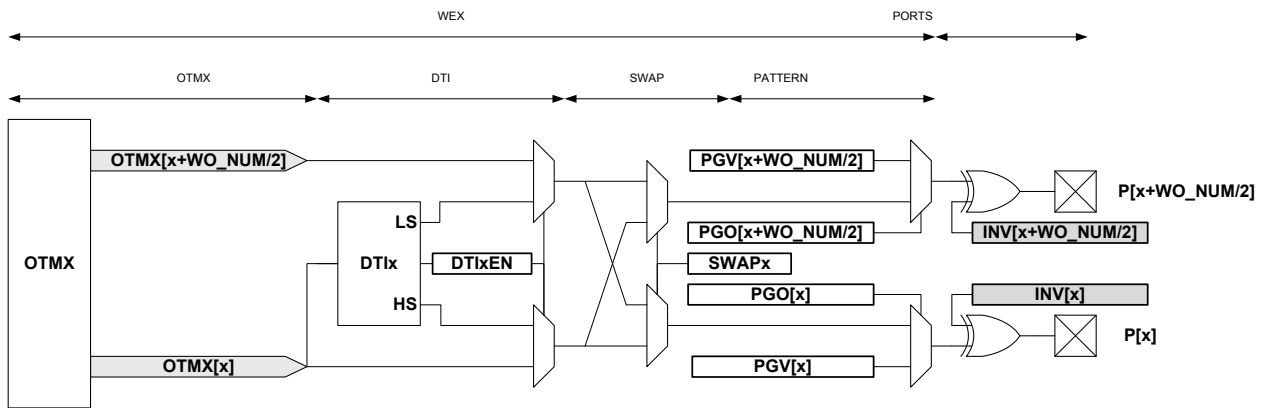 WEX PORTS
OTMX DTI SWAP PATTERN
OTMX[x+WO_NUM/2] PGV[x+WO_NUM/2]
P[x+WO_NUM/2]
LS
PGO[x+WO_NUM/2] INV[x+WO_NUM/2]
OTMX DTIx DTIxEN SWAPx
HS PGO[x] INV[x]
P[x]
OTMX[x] PGV[x]